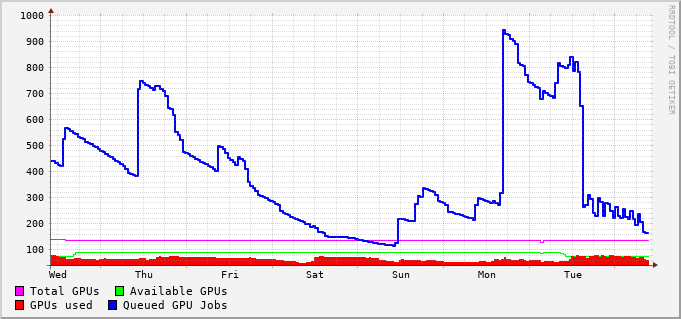 1000
900
800
700
600
500
400
300
200
100
Wed Thu Fri Sat Sun Mon Tue
Total GPUs Available GPUs
GPUs used Queued GPU Jobs
RRDTOOL / TOBI OETIKER